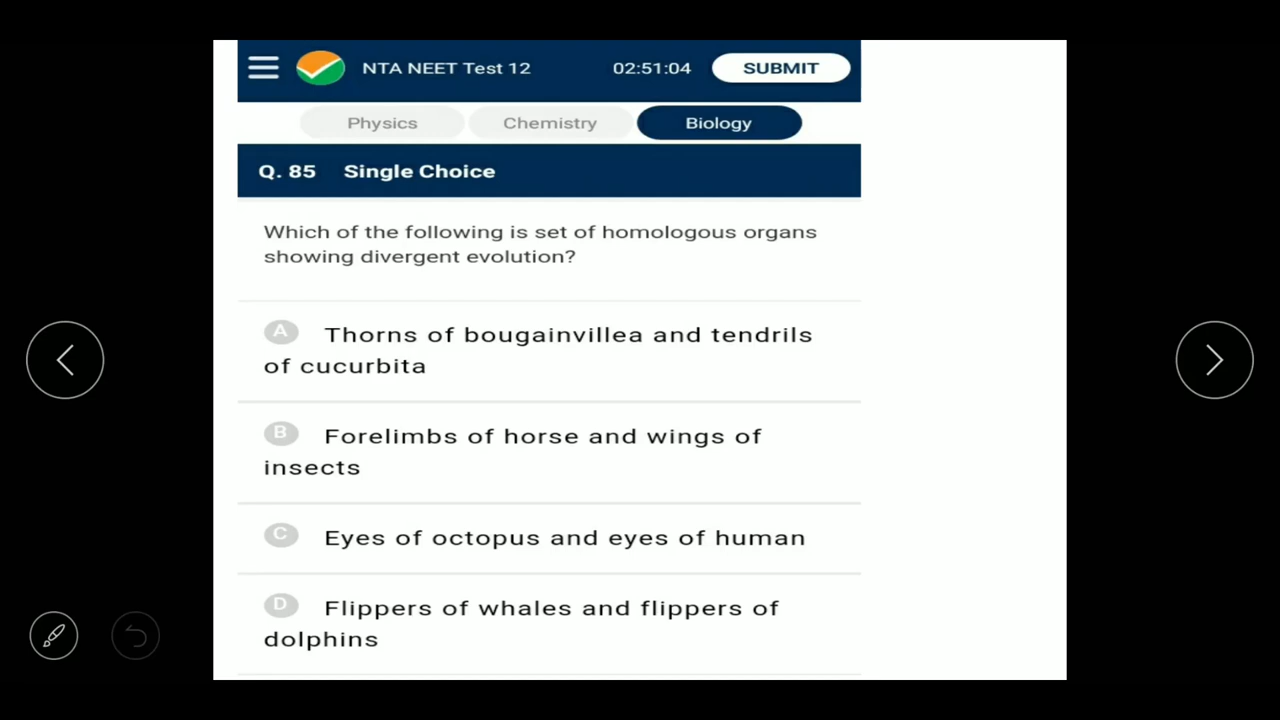 NTA NEET Test 12 02:51:04 SUBMIT
Physics Chemistry Biology
Q. 85 Single Choice
Which of the following is set of homologous organs
showing divergent evolution?
A Thorns of bougainvillea and tendrils
of cucurbita
B Forelimbs of horse and wings of
insects
C Eyes of octopus and eyes of human
D Flippers of whales and flippers of
dolphins